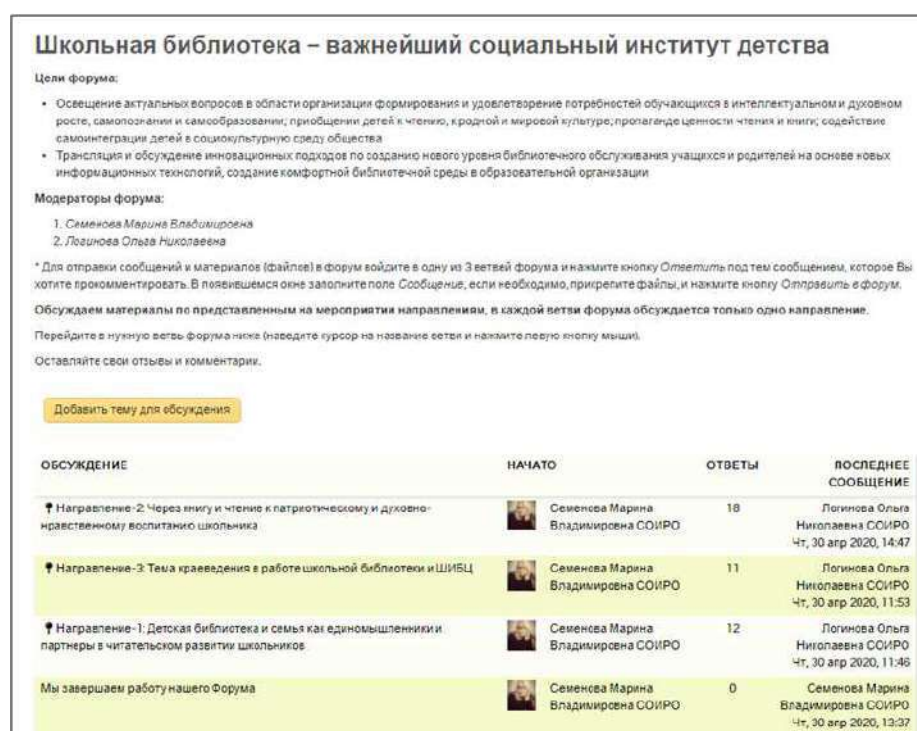 Школьная библиотека – важнейший социальный институт детства
Цели форума:
• Освещение актуальных вопросов в области организации формирования и удовлетворение потребностей обучающихся в интеллектуальном и духовном
росте, самопознании и самообразовании; приобщении детей к чтению, к родной и мировой культуре; пропаганде ценности чтения и книги; содействие
самоинтеграции детей в социокультурную среду общества
• Трансляция и обсуждение инновационных подходов по созданию нового уровня библиотечного обслуживания учащихся и родителей на основе новых
информационных технологий, создание комфортной библиотечной среды в образовательной организации
Модераторы форума:
1. Семенова Марина Владимировна
2. Логинова Ольга Николаевна
* Для отправки сообщений и материалов (файлов) в форум войдите в одну из 3 ветвей форума и нажмите кнопку Ответить под тем сообщением, которое Вы
хотите прокомментировать. В появившемся окне заполните поле Сообщение, если необходимо, прикрепите файлы, и нажмите кнопку Отправить в форум.
Обсуждаем материалы по представленным на мероприятии направлениям, в каждой ветви форума обсуждается только одно направление.
Перейдите в нужную ветвь форума ниже (наведите курсор на название ветви и нажмите левую кнопку мыши).
Оставляйте свои отзывы и комментарии.
Добавить тему для обсуждения
ОБСУЖДЕНИЕ НАЧАТО ОТВЕТЫ ПОСЛЕДНЕЕ
СООБЩЕНИЕ
Направление-2: Через книгу и чтение к патриотическому и духовно- Семенова Марина 18 Логинова Ольга
нравственному воспитанию школьника Владимировна СОИРО Николаевна СОИРО
Чт, 30 апр 2020, 14:47
Направление-3: Тема краеведения в работе школьной библиотеки и ШИБЦ Семенова Марина 11 Логинова Ольга
Владимировна СОИРО Николаевна СОИРО
Чт, 30 апр 2020, 11:53
Направление-1: Детская библиотека и семья как единомышленники и Семенова Марина 12 Логинова Ольга
партнеры в читательском развитии школьников Владимировна СОИРО Николаевна СОИРО
Чт, 30 апр 2020, 11:46
Мы завершаем работу нашего Форума Семенова Марина 0 Семенова Марина
Владимировна СОИРО Владимировна СОИРО
Чт, 30 апр 2020, 13:37